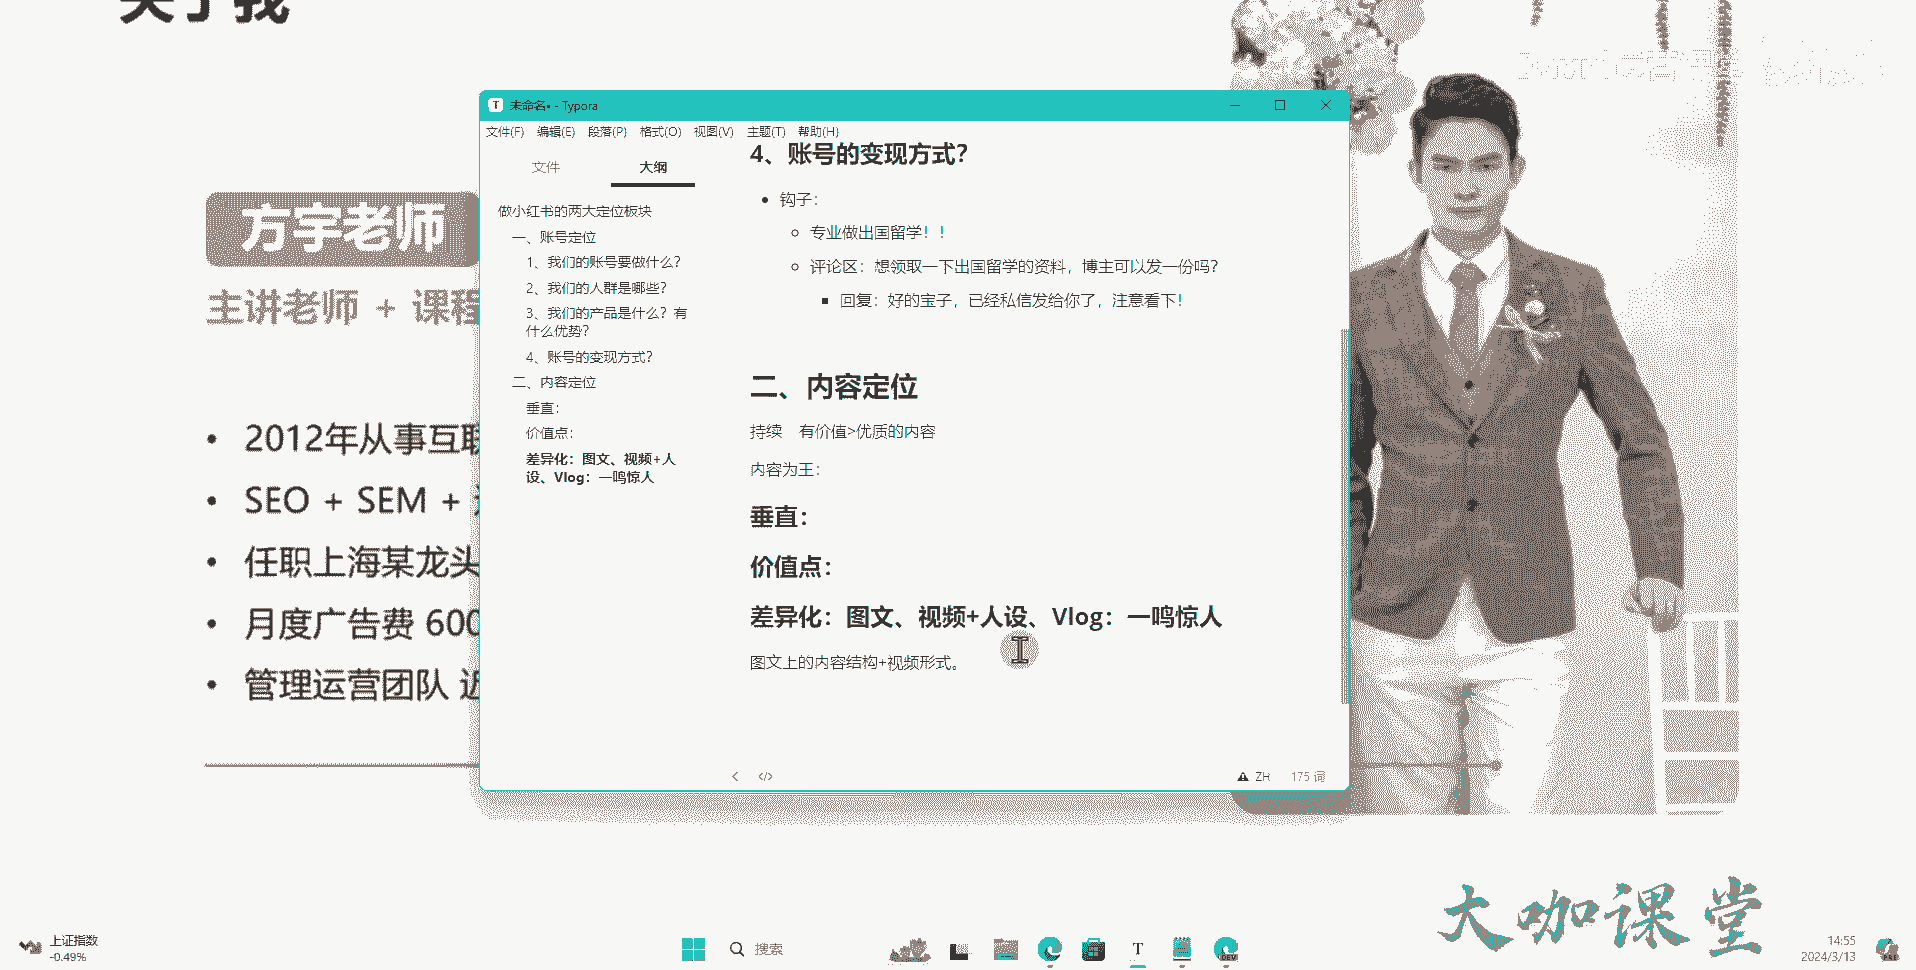 关于我
方宇老师
主讲老师 + 课程
• 2012年从事互联
• SEO + SEM +
• 任职上海某龙头
• 月度广告费 600
• 管理运营团队 近
未命名• - Typora
文件(F) 编辑(E) 段落(P) 格式(O) 视图(V) 主题(T) 帮助(H)
文件 大纲
做小红书的两大定位板块
一、账号定位
1、我们的账号要做什么？
2、我们的人群是哪些？
3、我们的产品是什么？有
什么优势？
4、账号的变现方式？
二、内容定位
垂直：
价值点：
差异化：图文、视频+人
设、Vlog：一鸣惊人
4、账号的变现方式？
• 钩子：
专业做出国留学！！
评论区：想领取一下出国留学的资料，博主可以发一份吗？
回复：好的宝子，已经私信发给你了，注意看下！
二、内容定位
持续 有价值>优质的内容
内容为王：
垂直：
价值点：
差异化：图文、视频+人设、Vlog：一鸣惊人
图文上的内容结构+视频形式。
ZH 175 词
大咖课堂
上证指数
-0.49%
搜索
DEV
14:55
2024/3/13
PRE